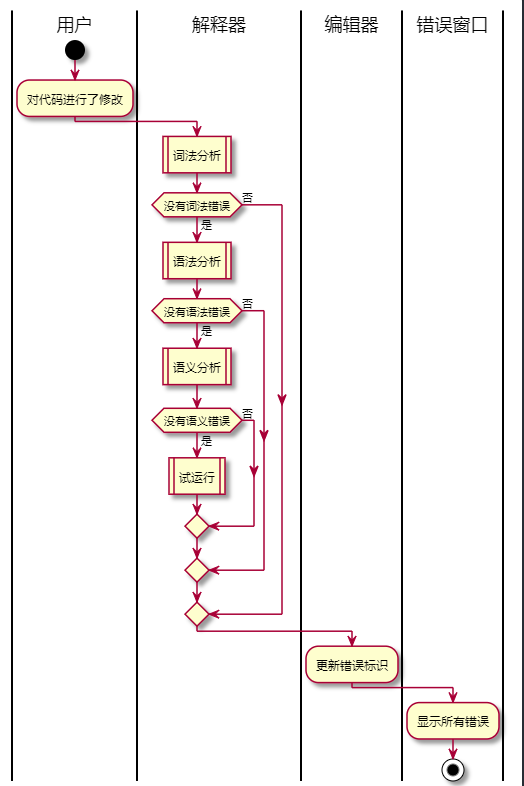 用户
解释器
编辑器
错误窗口
对代码进行了修改
词法分析
没有词法错误
否
是
语法分析
没有语法错误
否
是
语义分析
没有语义错误
否
是
试运行
更新错误标识
显示所有错误